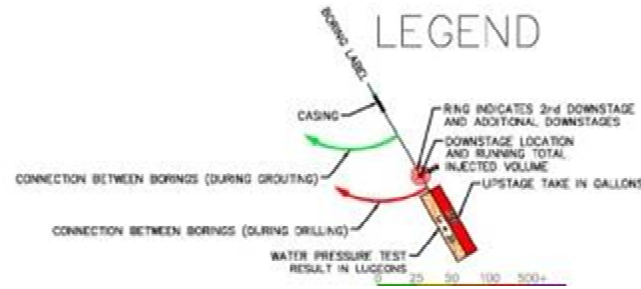 LEGEND
BORING LABEL
CASING
RING INDICATES 2nd DOWNSTAGE
AND ADDITIONAL DOWNSTAGES
DOWNSTAGE LOCATION
AND RUNNING TOTAL
INJECTED VOLUME
UPSTAGE TAKE IN GALLONS
CONNECTION BETWEEN BORINGS (DURING GROUTING)
CONNECTION BETWEEN BORINGS (DURING DRILLING)
WATER PRESSURE TEST
RESULT IN LUGEONS
0 25 50 100 500+